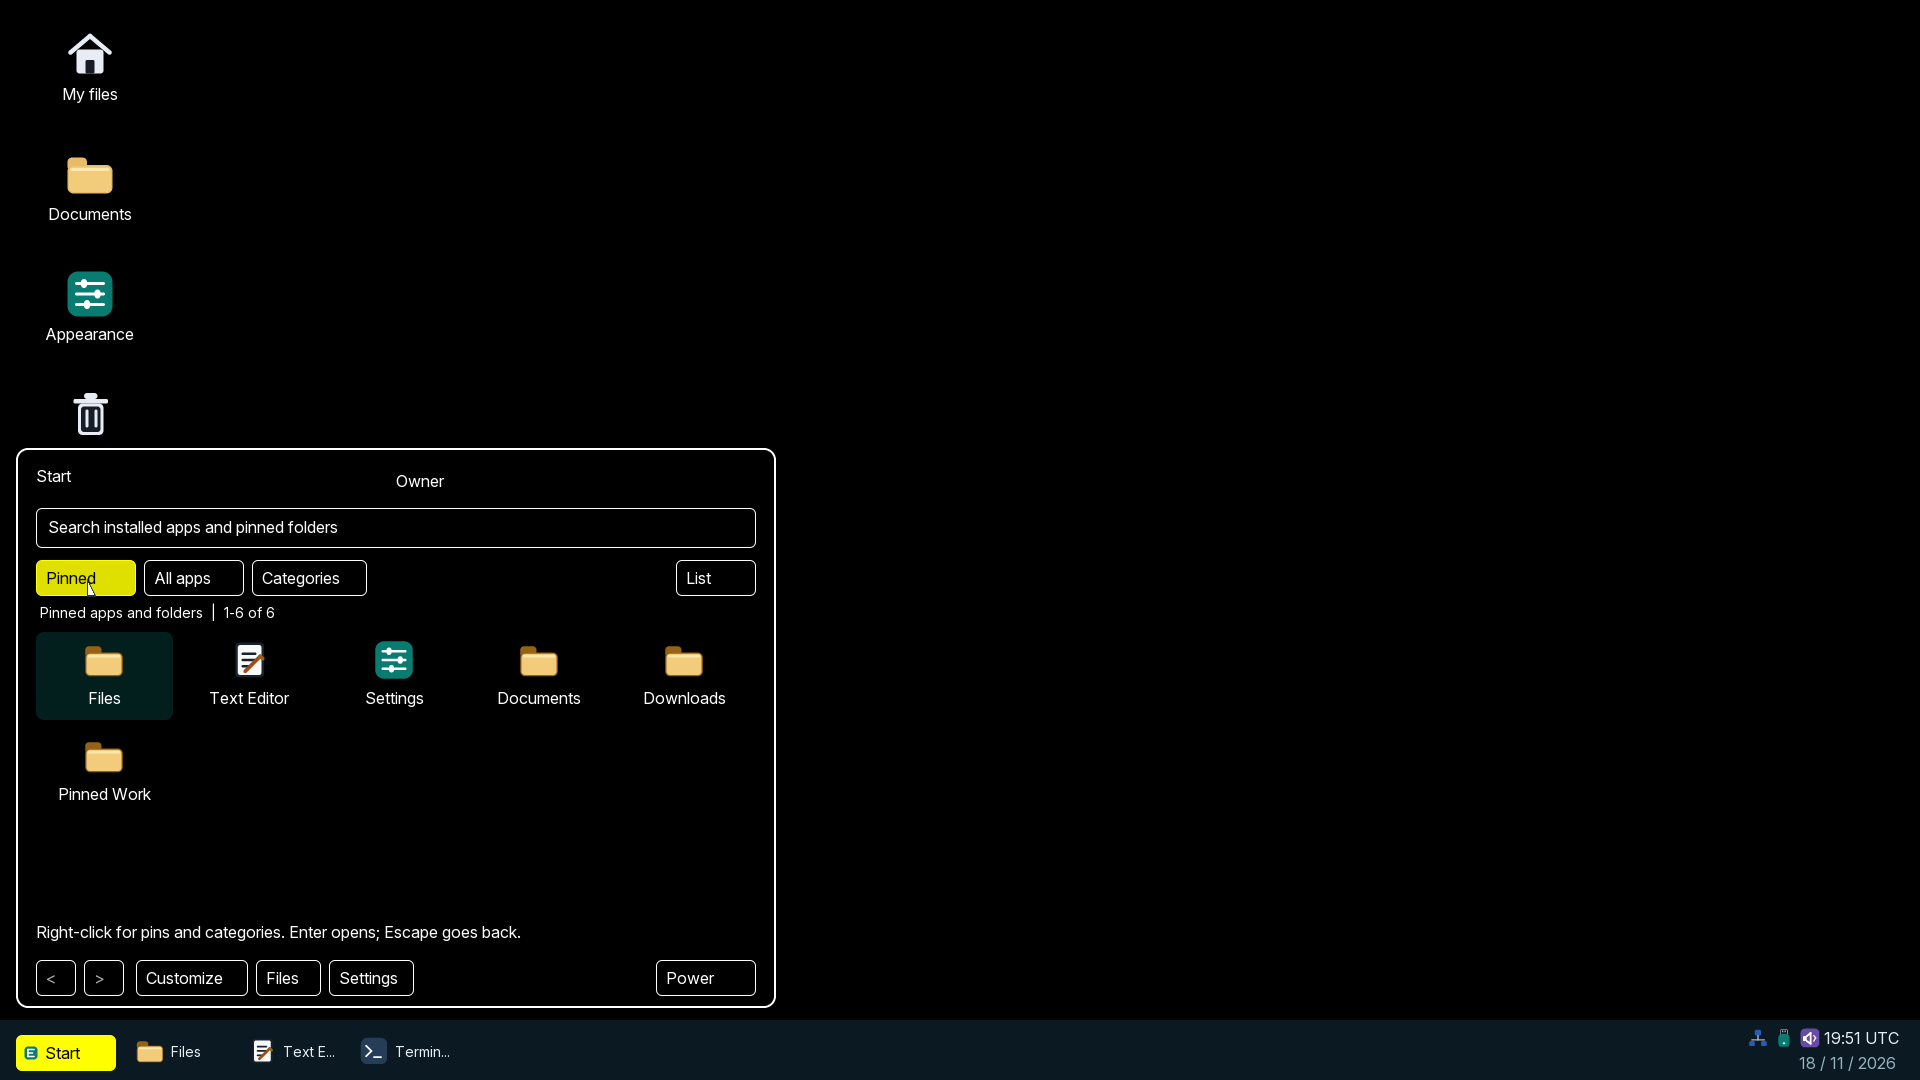 My files
Documents
Appearance
Start
Owner
Search installed apps and pinned folders
Pinned All apps Categories List
Pinned apps and folders | 1-6 of 6
Files Text Editor Settings Documents Downloads
Pinned Work
Right-click for pins and categories. Enter opens; Escape goes back.
< > Customize Files Settings Power
Start Files Text E... Termin... 19:51 UTC
18 / 11 / 2026